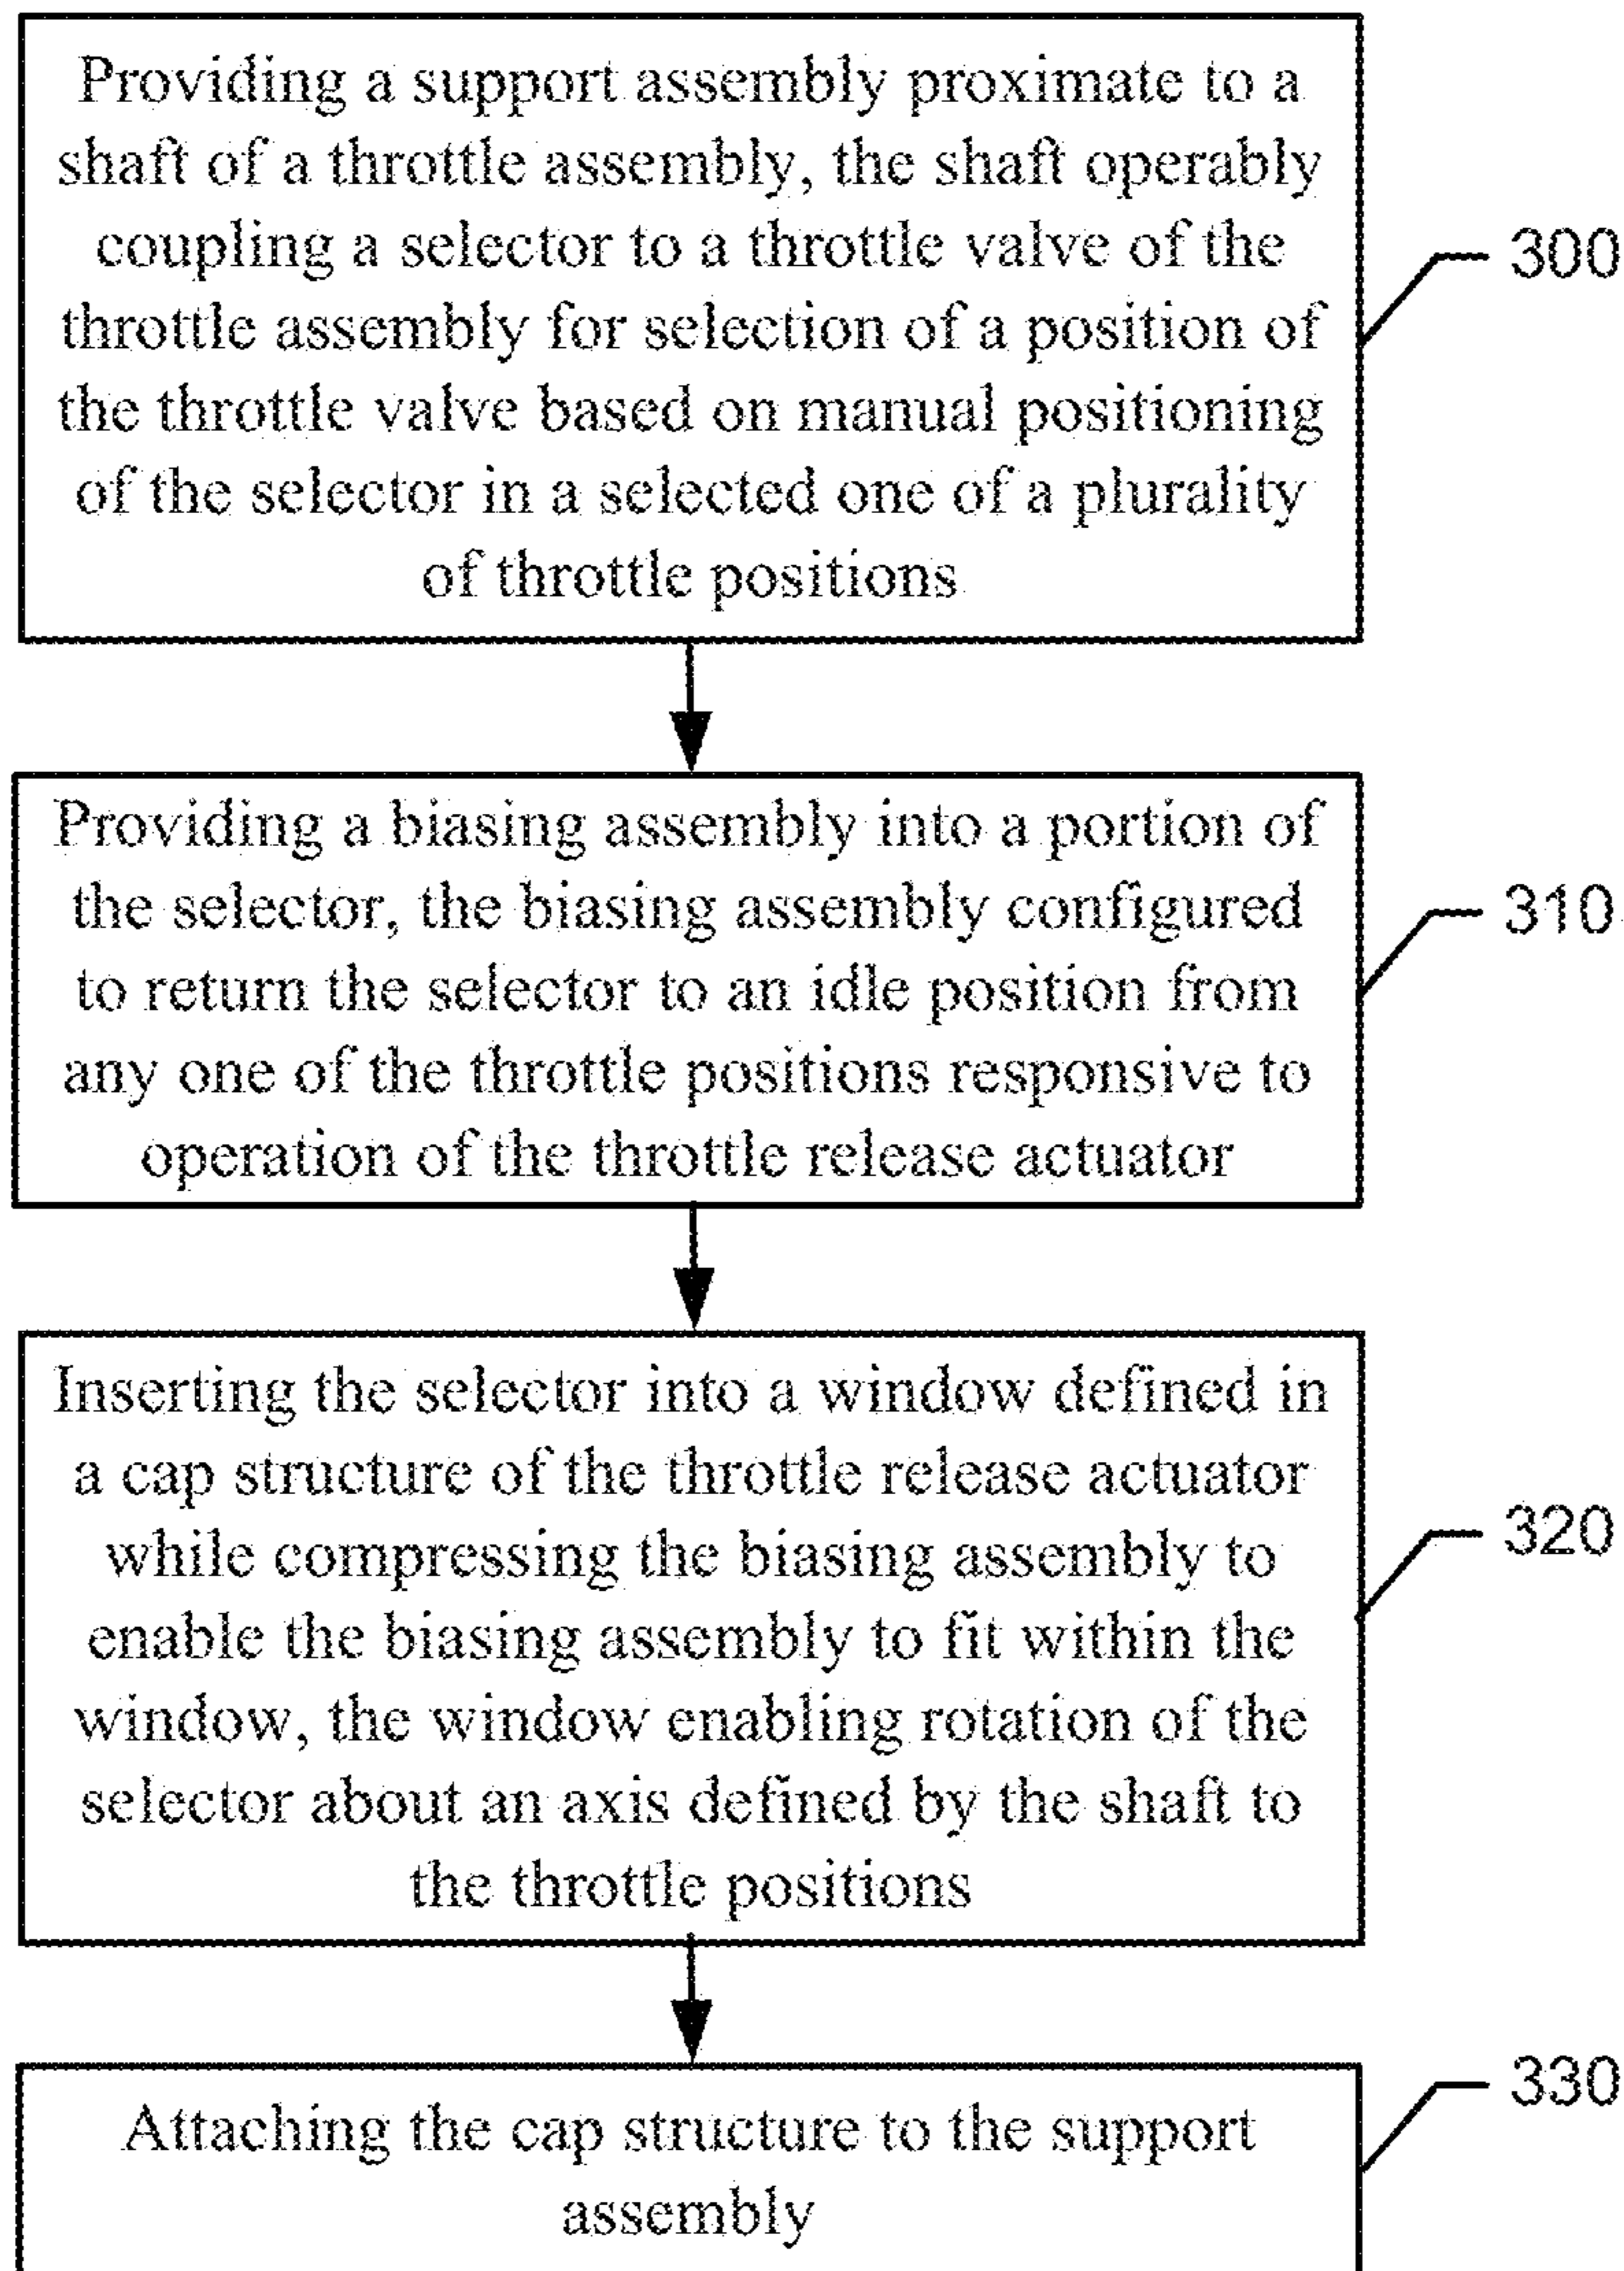 Providing a support assembly proximate to a
shaft of a throttle assembly, the shaft operably
coupling a selector to a throttle valve of the
throttle assembly for selection of a position of
the throttle valve based on manual positioning
of the selector in a selected one of a plurality
of throttle positions
300
Providing a biasing assembly into a portion of
the selector, the biasing assembly configured
to return the selector to an idle position from
any one of the throttle positions responsive to
operation of the throttle release actuator
310
Inserting the selector into a window defined in
a cap structure of the throttle release actuator
while compressing the biasing assembly to
enable the biasing assembly to fit within the
window, the window enabling rotation of the
selector about an axis defined by the shaft to
the throttle positions
320
Attaching the cap structure to the support
assembly
330